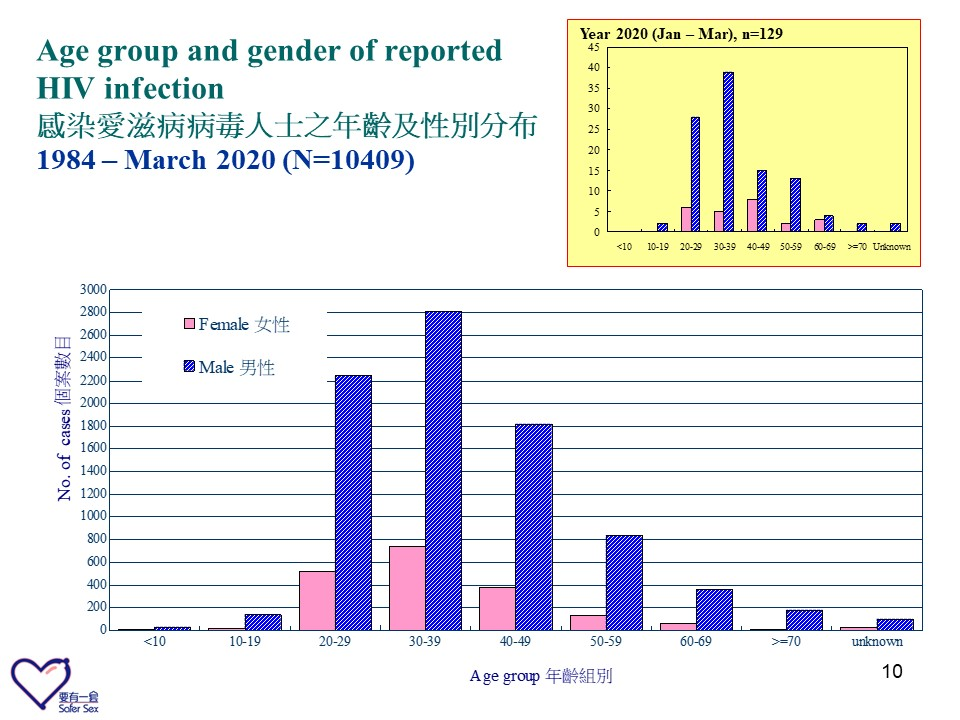 Age group and gender of reported
HIV infection
感染愛滋病病毒人士之年齡及性別分布
1984 – March 2020 (N=10409)
Year 2020 (Jan – Mar), n=129
45
40
35
30
25
20
15
10
5
0
<10 10-19 20-29 30-39 40-49 50-59 60-69 >=70 Unknown
No. of cases 個案數目
3000
2800
2600
2400
2200
2000
1800
1600
1400
1200
1000
800
600
400
200
0
Female 女性
Male 男性
<10 10-19 20-29 30-39 40-49 50-59 60-69 >=70 unknown
Age group 年齡組別
10
要有一套
Safer Sex